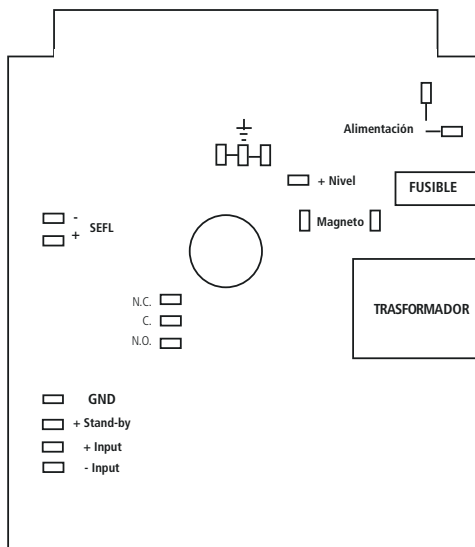 Alimentación
+ Nivel
FUSIBLE
-
+
SEFL
Magneto
TRASFORMADOR
N.C.
C.
N.O.
GND
+ Stand-by
+ Input
- Input